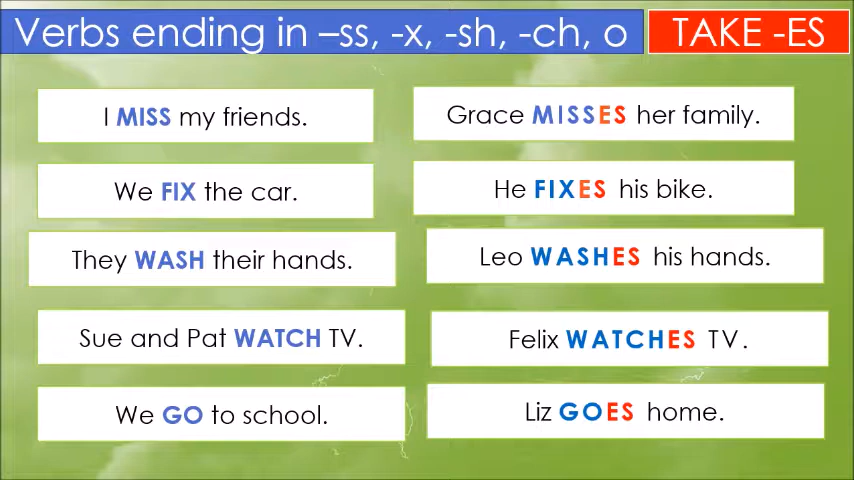 Verbs ending in –ss, -x, -sh, -ch, o
TAKE -ES
I MISS my friends.
Grace MISSES her family.
We FIX the car.
He FIXES his bike.
They WASH their hands.
Leo WASHES his hands.
Sue and Pat WATCH TV.
Felix WATCHES TV.
We GO to school.
Liz GOES home.